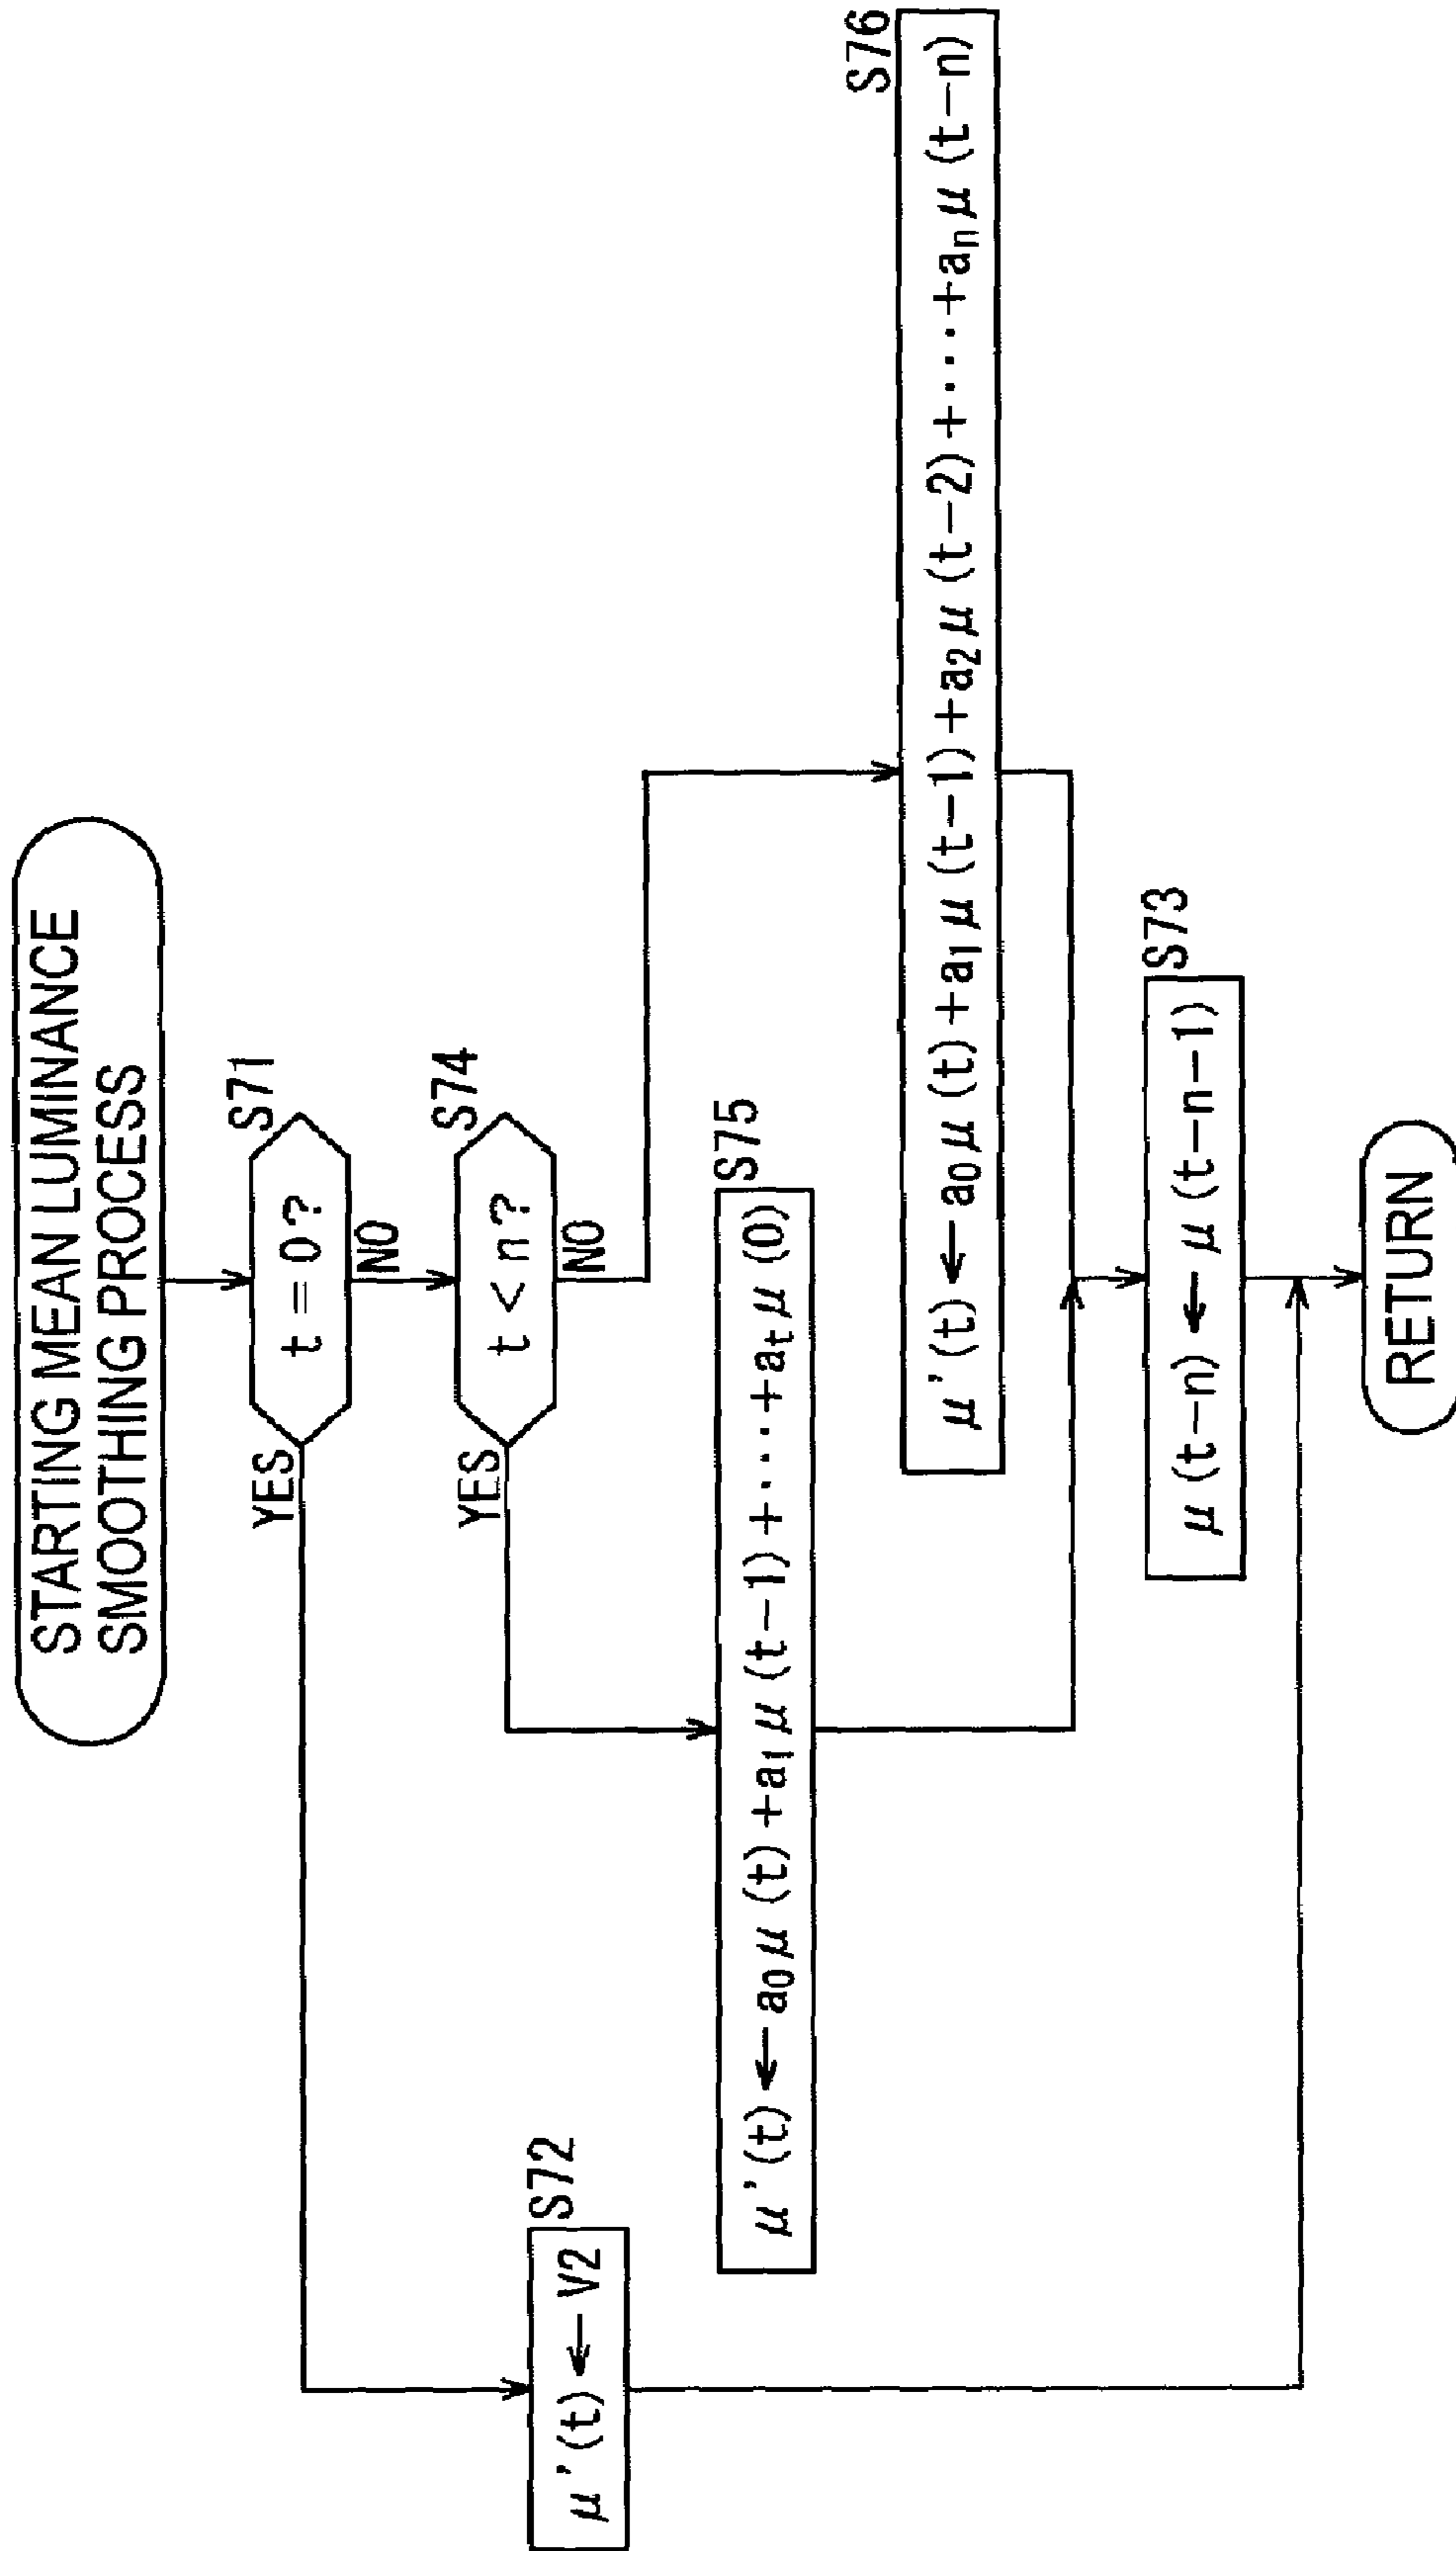 STARTING MEAN LUMINANCE
SMOOTHING PROCESS
S71
t = 0 ?
YES
NO
S74
t < n ?
YES
NO
S72
μ'(t) ← V2
S75
μ'(t) ← a₀μ(t) + a₁μ(t−1) + ···· + aₜμ(0)
S76
μ'(t) ← a₀μ(t) + a₁μ(t−1) + a₂μ(t−2) + ··· + aₙμ(t−n)
S73
μ(t−n) ← μ(t−n−1)
RETURN